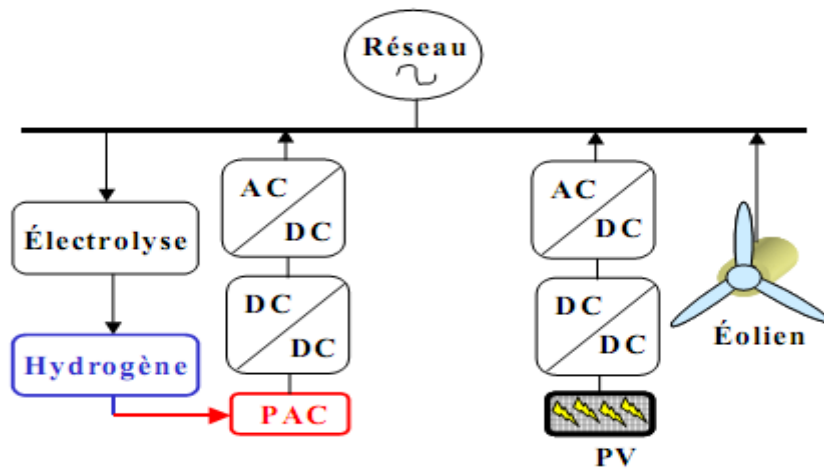 Réseau
AC
DC
AC
DC
Électrolyse
DC
DC
DC
DC
Éolien
Hydrogène
PAC
PV